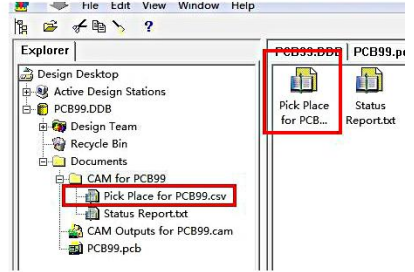 File Edit View Window Help
?
Explorer
PCB99.DDB PCB99.pc
Design Desktop
Active Design Stations
PCB99.DDB
Design Team
Recycle Bin
Documents
CAM for PCB99
Pick Place for PCB99.csv
Status Report.txt
CAM Outputs for PCB99.cam
PCB99.pcb
Pick Place
for PCB...
Status
Report.txt